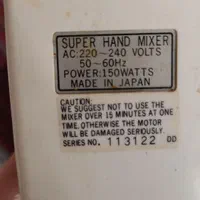 SUPER HAND MIXER
AC.220~240 VOLTS
50~60Hz
POWER:150WATTS
MADE IN JAPAN
CAUTION:
WE SUGGEST NOT TO USE THE
MIXER OVER 15 MINUTES AT ONE
TIME. OTHERWISE THE MOTOR
WILL BE DAMAGED SERIOUSLY.
SERIES NO. 113122 DD